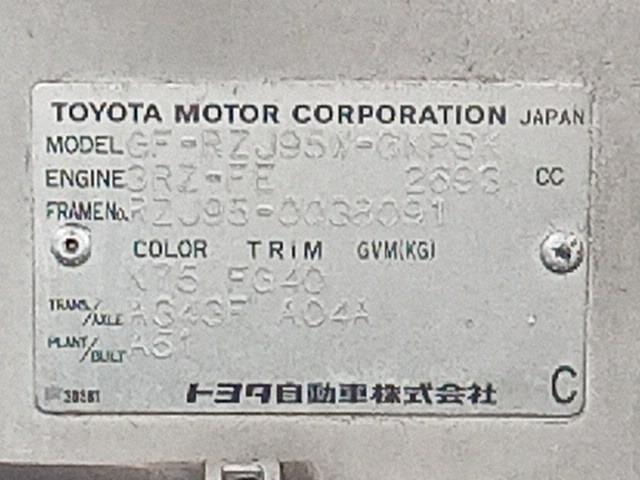 TOYOTA MOTOR CORPORATION JAPAN
MODEL GF-RZJ95W-GKPSK
ENGINE 3RZ-FE 2693 CC
FRAME No. RZJ95-0038091
COLOR TRIM GVM(KG)
K75 FG40
TRANS./AXLE A343F A04A
PLANT/BUILT A61
トヨタ自動車株式会社 C